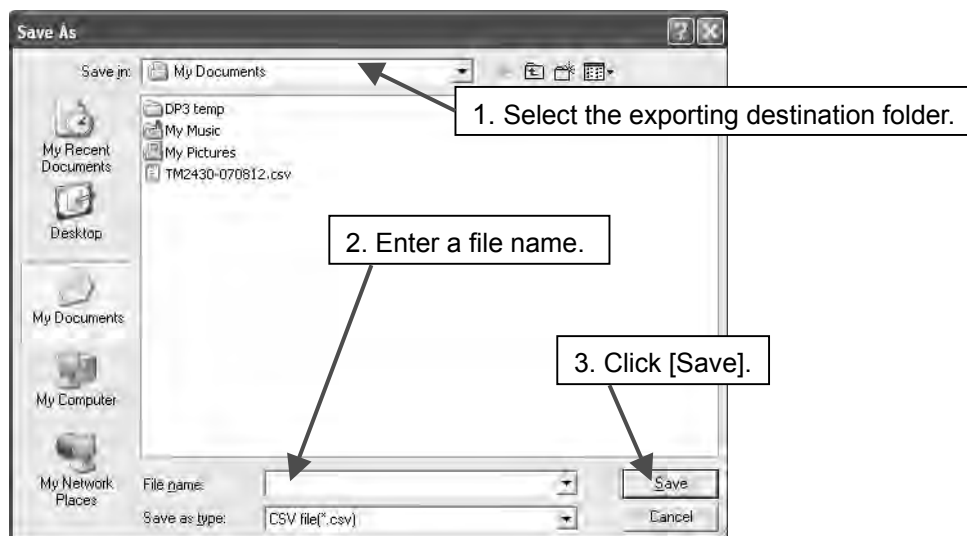 Save As
Save in: My Documents
1. Select the exporting destination folder.
DP3 temp
My Music
My Pictures
TM2430-070812.csv
My Recent
Documents
Desktop
2. Enter a file name.
My Documents
3. Click [Save].
My Computer
My Network
Places
File name:
Save
Save as type: CSV file(*.csv)
Cancel